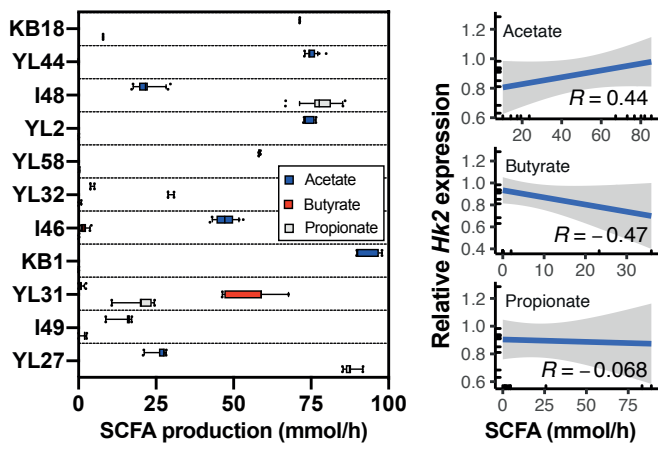 KB18
YL44
I48
YL2
YL58
YL32
I46
KB1
YL31
I49
YL27
0 25 50 75 100
SCFA production (mmol/h)
Acetate
Butyrate
Propionate
Relative Hk2 expression
1.2
1.0
0.8
0.6
Acetate
R = 0.44
20 40 60 80
1.2
1.0
0.8
0.6
0.4
Butyrate
R = −0.47
0 10 20 30
1.2
1.0
0.8
0.6
Propionate
R = −0.068
0 25 50 75
SCFA (mmol/h)